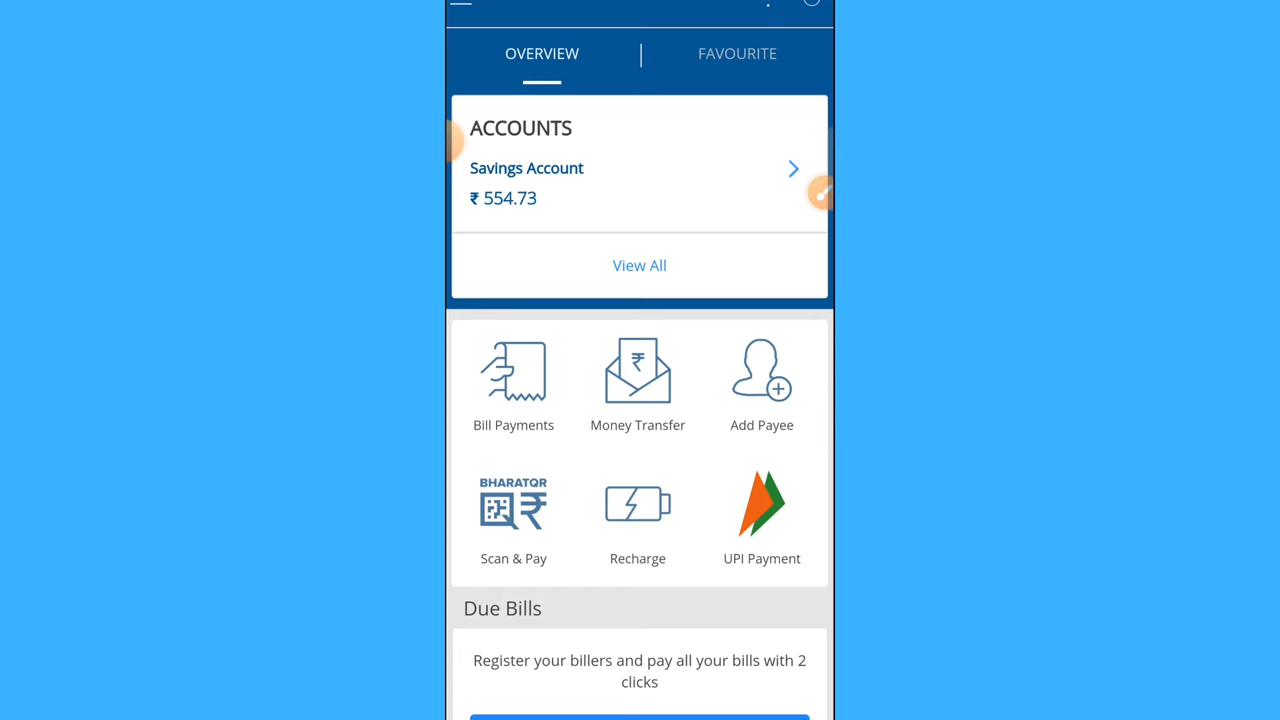 OVERVIEW
FAVOURITE
ACCOUNTS
Savings Account
₹ 554.73
View All
₹
Bill Payments
Money Transfer
Add Payee
BHARATQR
₹
Scan & Pay
Recharge
UPI Payment
Due Bills
Register your billers and pay all your bills with 2
clicks